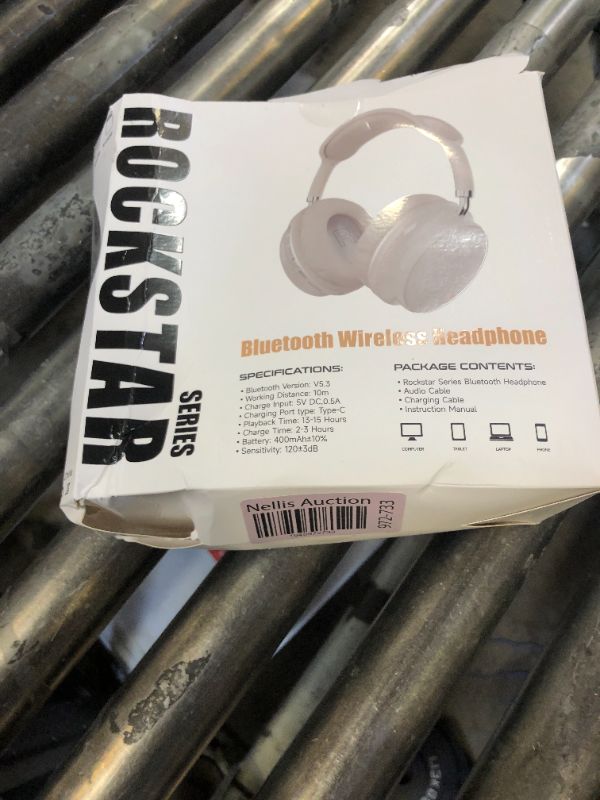 ROCKSTAR
SERIES
Bluetooth Wireless Headphone
SPECIFICATIONS:
• Bluetooth Version: V5.3
• Working Distance: 10m
• Charge Input: 5V DC,0.5A
• Charging Port type: Type-C
• Playback Time: 13-15 Hours
• Charge Time: 2-3 Hours
• Battery: 400mAh±10%
• Sensitivity: 120±3dB
PACKAGE CONTENTS:
• Rockstar Series Bluetooth Headphone
• Audio Cable
• Charging Cable
• Instruction Manual
COMPUTER
TABLET
LAPTOP
PHONE
Nellis Auction
972-733